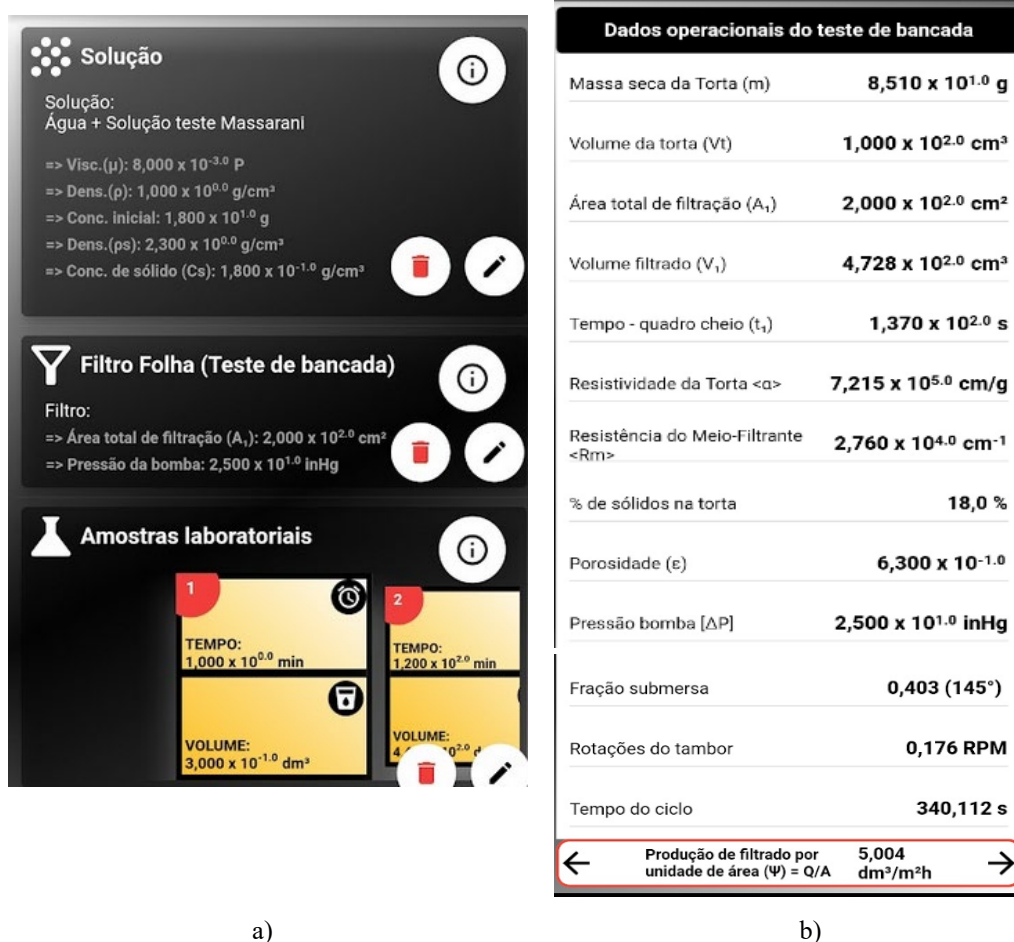 Solução
Solução:
Água + Solução teste Massarani
=> Visc.(μ): 8,000 x 10⁻³·⁰ P
=> Dens.(ρ): 1,000 x 10⁰·⁰ g/cm³
=> Conc. inicial: 1,800 x 10¹·⁰ g
=> Dens.(ρs): 2,300 x 10⁰·⁰ g/cm³
=> Conc. de sólido (Cs): 1,800 x 10⁻¹·⁰ g/cm³
Filtro Folha (Teste de bancada)
Filtro:
=> Área total de filtração (A₁): 2,000 x 10²·⁰ cm²
=> Pressão da bomba: 2,500 x 10¹·⁰ inHg
Amostras laboratoriais
1
TEMPO:
1,000 x 10⁰·⁰ min
VOLUME:
3,000 x 10⁻¹·⁰ dm³
2
TEMPO:
1,200 x 10²·⁰ min
VOLUME:
a)
Dados operacionais do teste de bancada
Massa seca da Torta (m) 8,510 x 10¹·⁰ g
Volume da torta (Vt) 1,000 x 10²·⁰ cm³
Área total de filtração (A₁) 2,000 x 10²·⁰ cm²
Volume filtrado (V₁) 4,728 x 10²·⁰ cm³
Tempo - quadro cheio (t₁) 1,370 x 10²·⁰ s
Resistividade da Torta <α> 7,215 x 10⁵·⁰ cm/g
Resistência do Meio-Filtrante
<Rm> 2,760 x 10⁴·⁰ cm⁻¹
% de sólidos na torta 18,0 %
Porosidade (ε) 6,300 x 10⁻¹·⁰
Pressão bomba [ΔP] 2,500 x 10¹·⁰ inHg
Fração submersa 0,403 (145°)
Rotações do tambor 0,176 RPM
Tempo do ciclo 340,112 s
Produção de filtrado por 5,004
unidade de área (Ψ) = Q/A dm³/m²h
b)